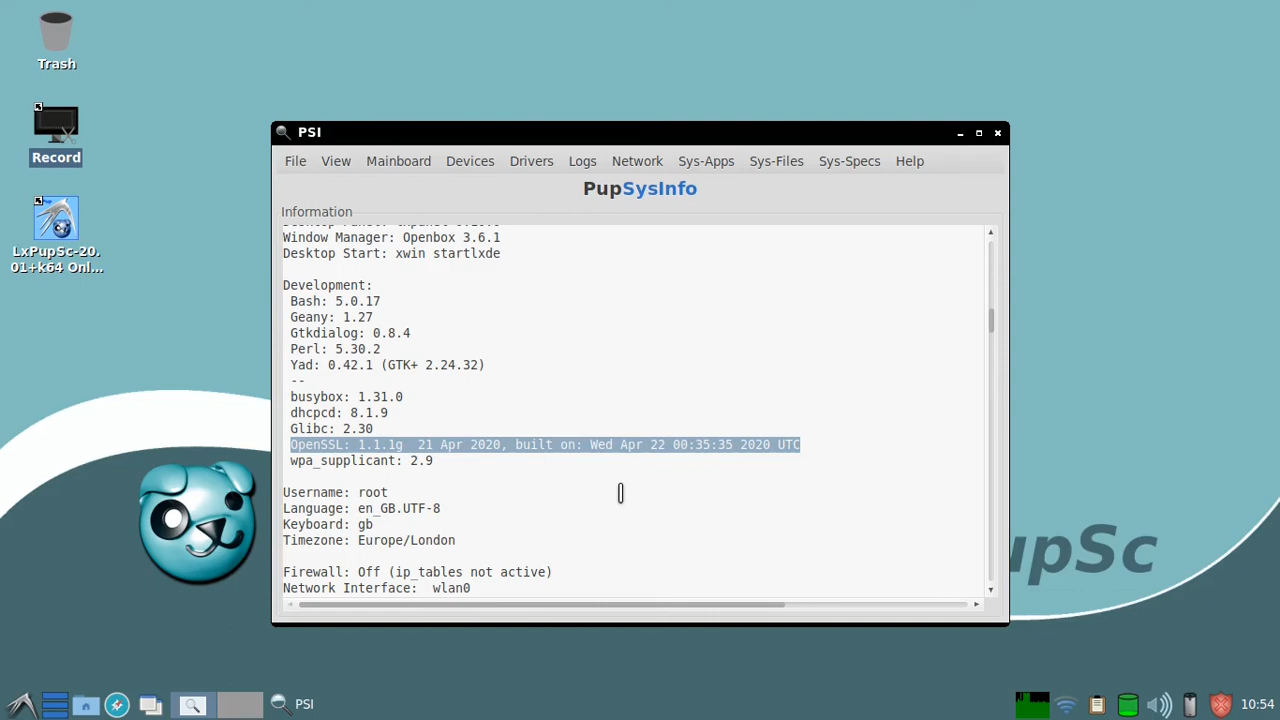 Trash
Record
LxPupSc-20.
01+k64 Onl...
PSI
File View Mainboard Devices Drivers Logs Network Sys-Apps Sys-Files Sys-Specs Help
PupSysInfo
Information
Window Manager: Openbox 3.6.1
Desktop Start: xwin startlxde
Development:
Bash: 5.0.17
Geany: 1.27
Gtkdialog: 0.8.4
Perl: 5.30.2
Yad: 0.42.1 (GTK+ 2.24.32)
--
busybox: 1.31.0
dhcpcd: 8.1.9
Glibc: 2.30
OpenSSL: 1.1.1g  21 Apr 2020, built on: Wed Apr 22 00:35:35 2020 UTC
wpa_supplicant: 2.9
Username: root
Language: en_GB.UTF-8
Keyboard: gb
Timezone: Europe/London
Firewall: Off (ip_tables not active)
Network Interface:  wlan0
upSc
PSI
10:54